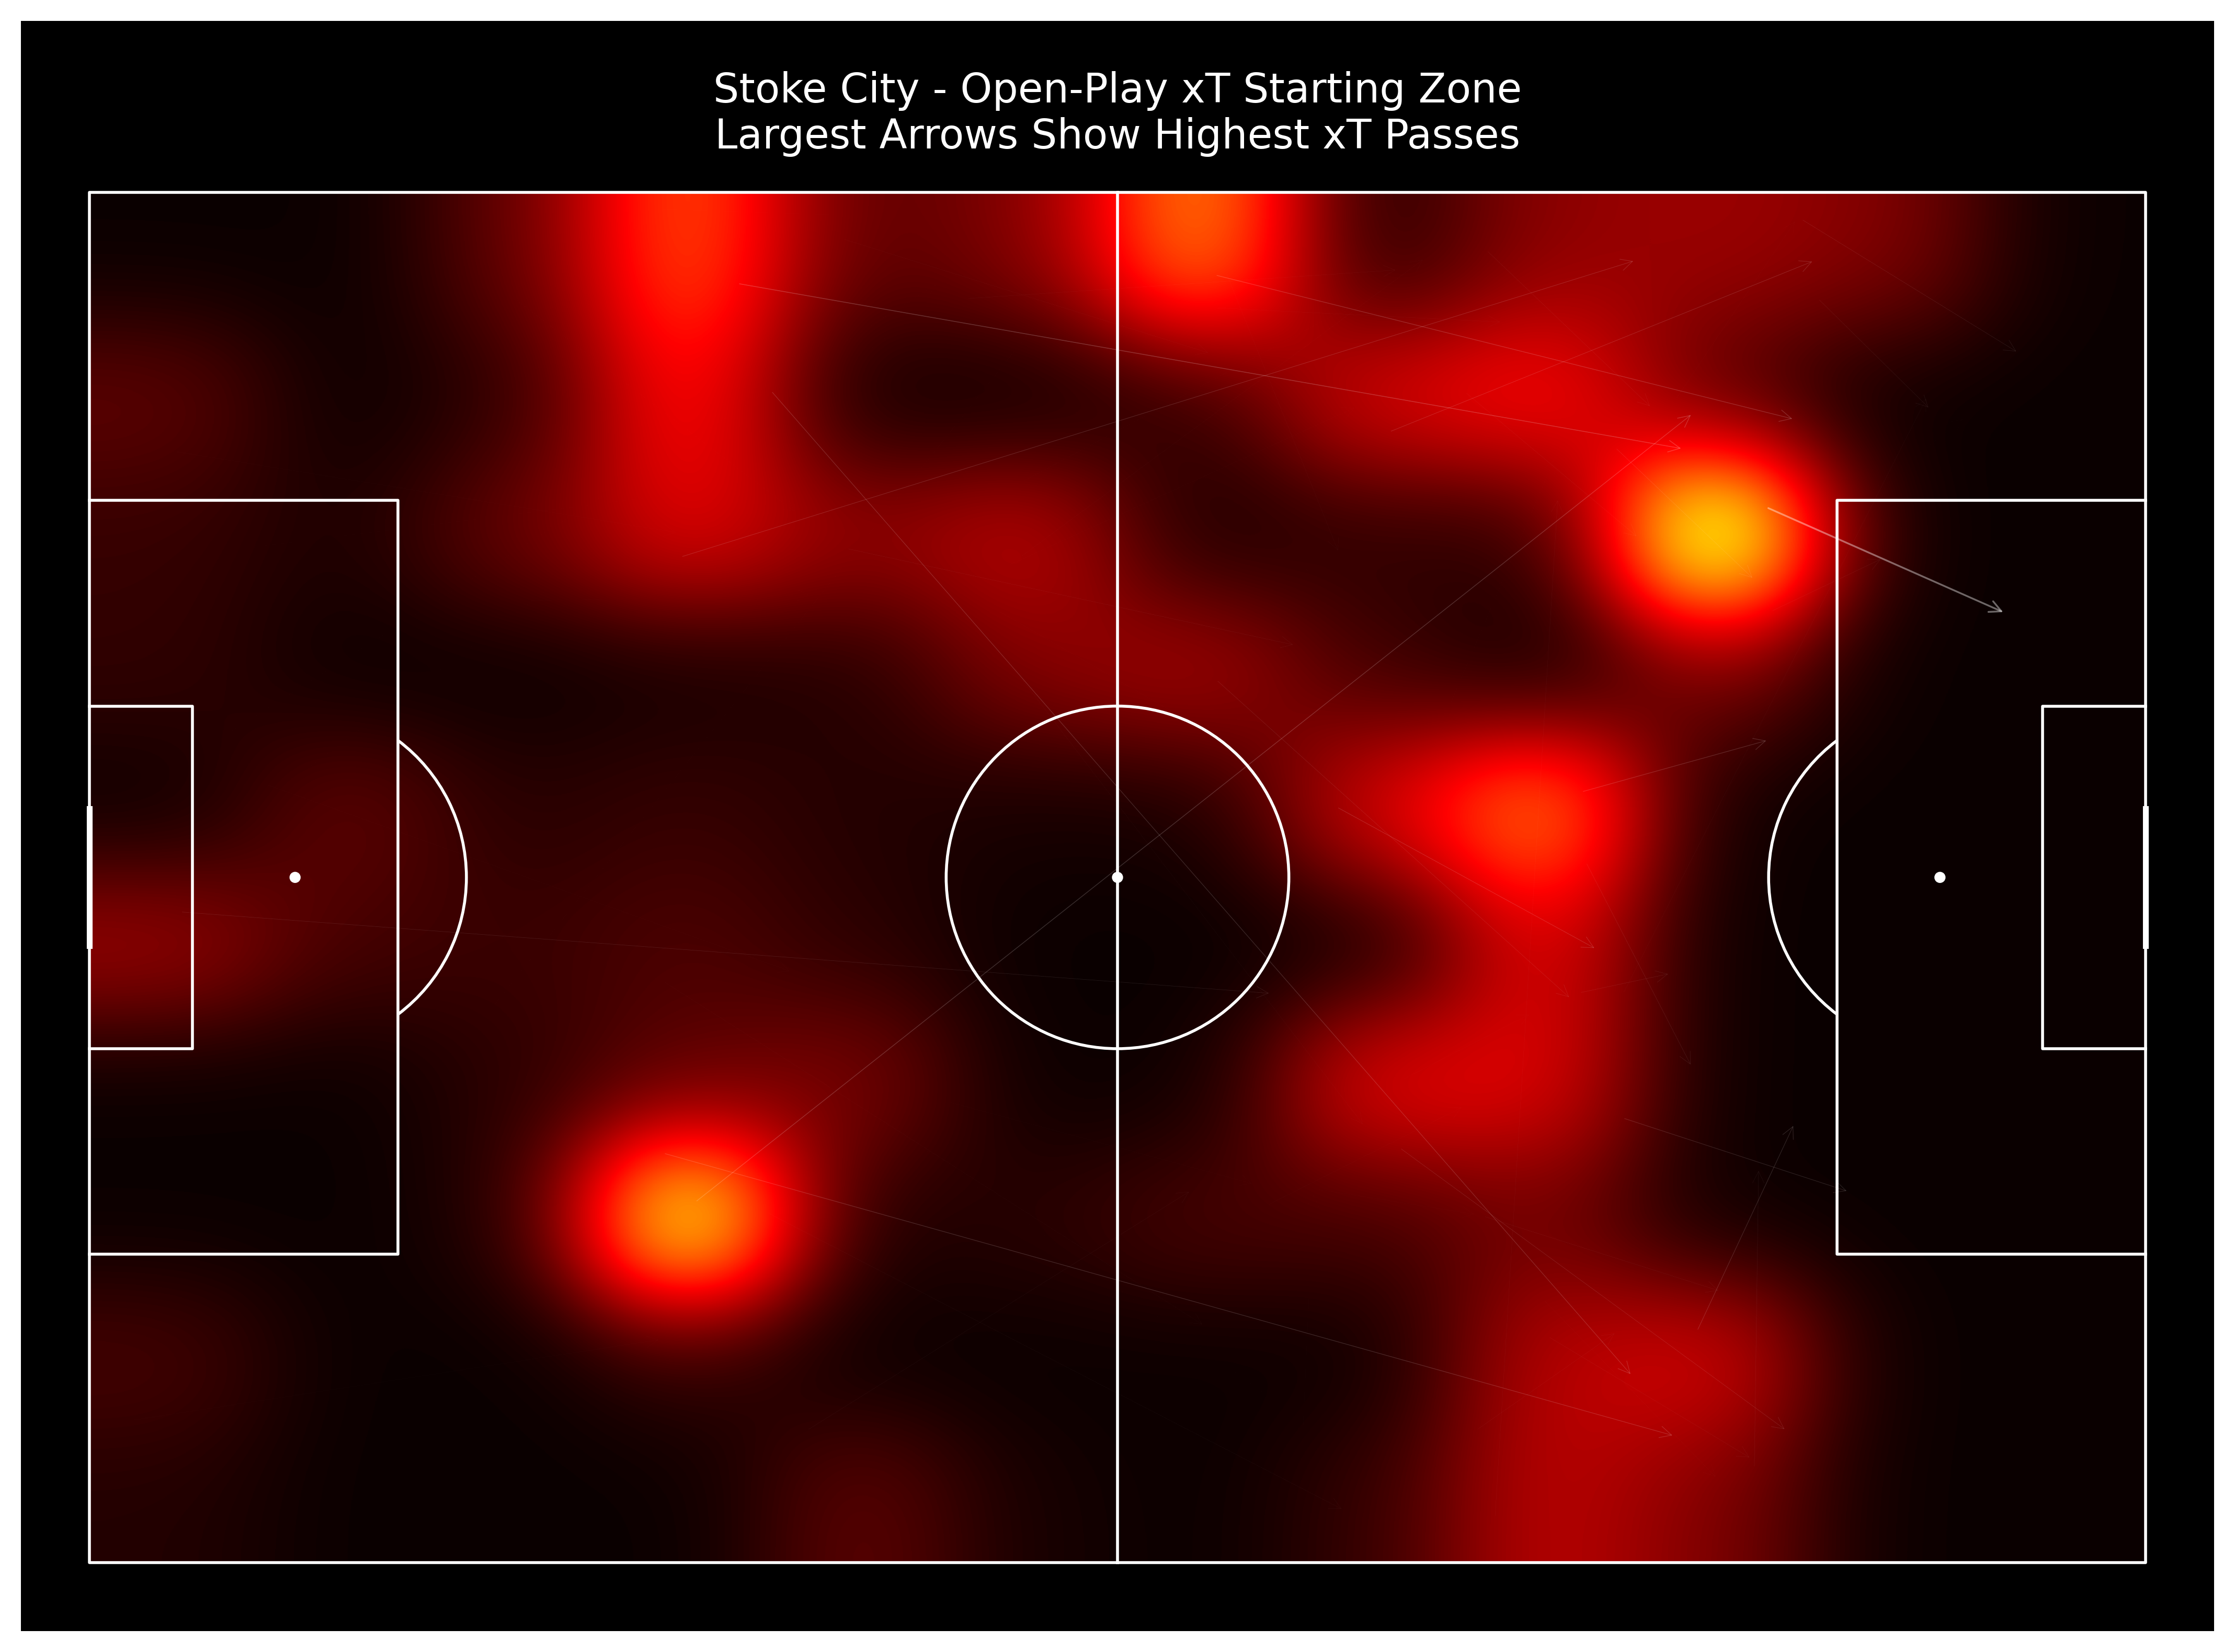 Stoke City - Open-Play xT Starting Zone
Largest Arrows Show Highest xT Passes